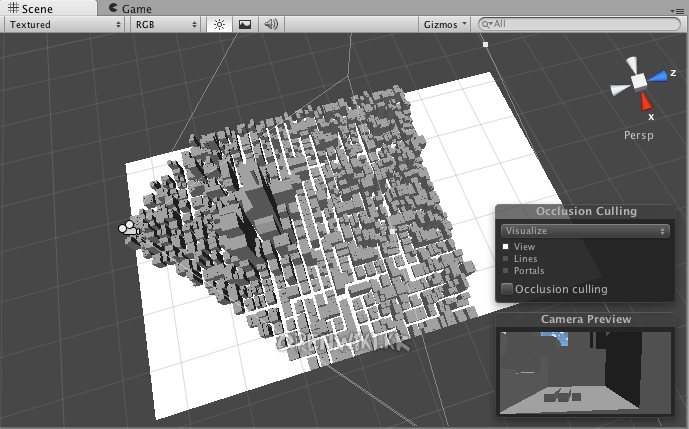 Scene Game
Textured RGB Gizmos All
z
x
Persp
Occlusion Culling
Visualize
View
Lines
Portals
Occlusion culling
Camera Preview